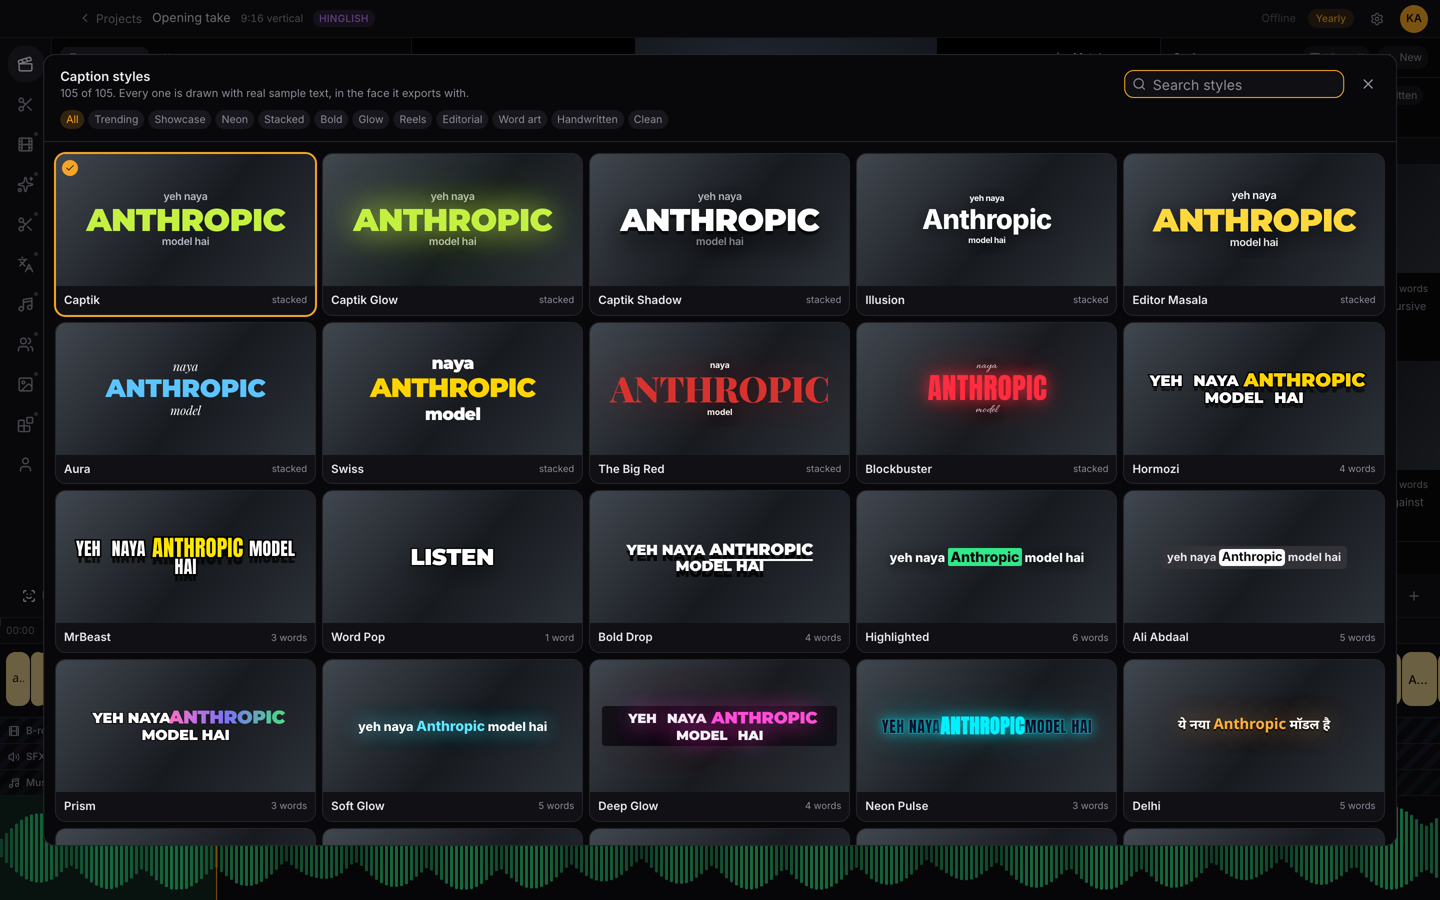 Projects
Opening take
9:16 vertical
HINGLISH
Offline
Yearly
KA
New
Caption styles
105 of 105. Every one is drawn with real sample text, in the face it exports with.
Search styles
All
Trending
Showcase
Neon
Stacked
Bold
Glow
Reels
Editorial
Word art
Handwritten
Clean
yeh naya
ANTHROPIC
model hai
Captik
stacked
yeh naya
ANTHROPIC
model hai
Captik Glow
stacked
yeh naya
ANTHROPIC
model hai
Captik Shadow
stacked
yeh naya
Anthropic
model hai
Illusion
stacked
yeh naya
ANTHROPIC
model hai
Editor Masala
stacked
naya
ANTHROPIC
model
Aura
stacked
naya
ANTHROPIC
model
Swiss
stacked
naya
ANTHROPIC
model
The Big Red
stacked
naya
ANTHROPIC
model
Blockbuster
stacked
YEH NAYA ANTHROPIC
MODEL HAI
Hormozi
4 words
YEH NAYA ANTHROPIC MODEL
HAI
MrBeast
3 words
LISTEN
Word Pop
1 word
YEH NAYA ANTHROPIC
MODEL HAI
Bold Drop
4 words
yeh naya Anthropic model hai
Highlighted
6 words
yeh naya Anthropic model hai
Ali Abdaal
5 words
YEH NAYA ANTHROPIC
MODEL HAI
Prism
3 words
yeh naya Anthropic model hai
Soft Glow
5 words
YEH NAYA ANTHROPIC
MODEL HAI
Deep Glow
4 words
YEH NAYA ANTHROPIC MODEL HAI
Neon Pulse
3 words
ये नया Anthropic मॉडल है
Delhi
5 words
words
words
00:00
a..
A...
SFX